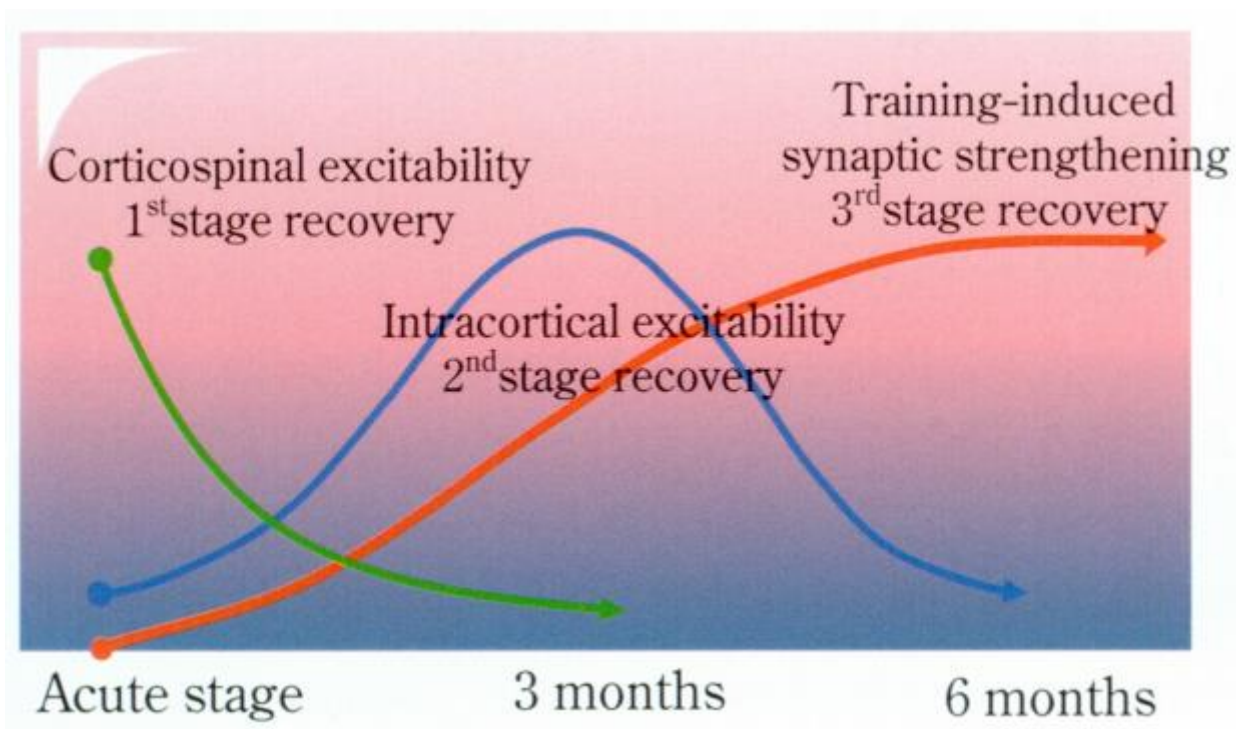 Training-induced
synaptic strengthening
3rd stage recovery
Corticospinal excitability
1st stage recovery
Intracortical excitability
2nd stage recovery
Acute stage
3 months
6 months